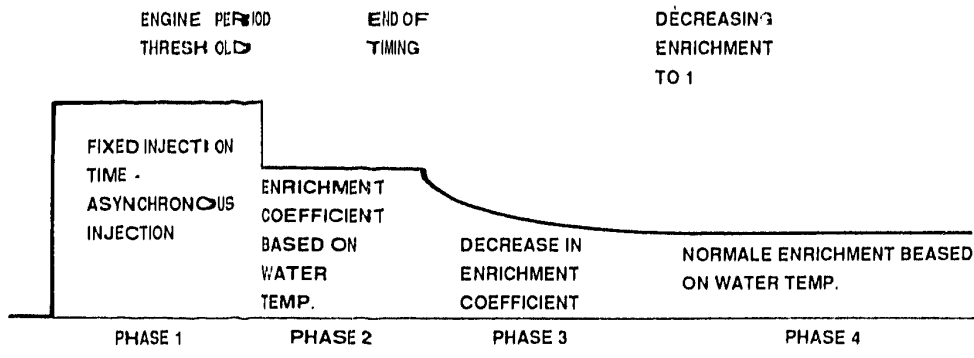 ENGINE PERIOD
THRESHOLD
END OF
TIMING
DECREASING
ENRICHMENT
TO 1
FIXED INJECTION
TIME -
ASYNCHRONOUS
INJECTION
ENRICHMENT
COEFFICIENT
BASED ON
WATER
TEMP.
DECREASE IN
ENRICHMENT
COEFFICIENT
NORMALE ENRICHMENT BEASED
ON WATER TEMP.
PHASE 1
PHASE 2
PHASE 3
PHASE 4